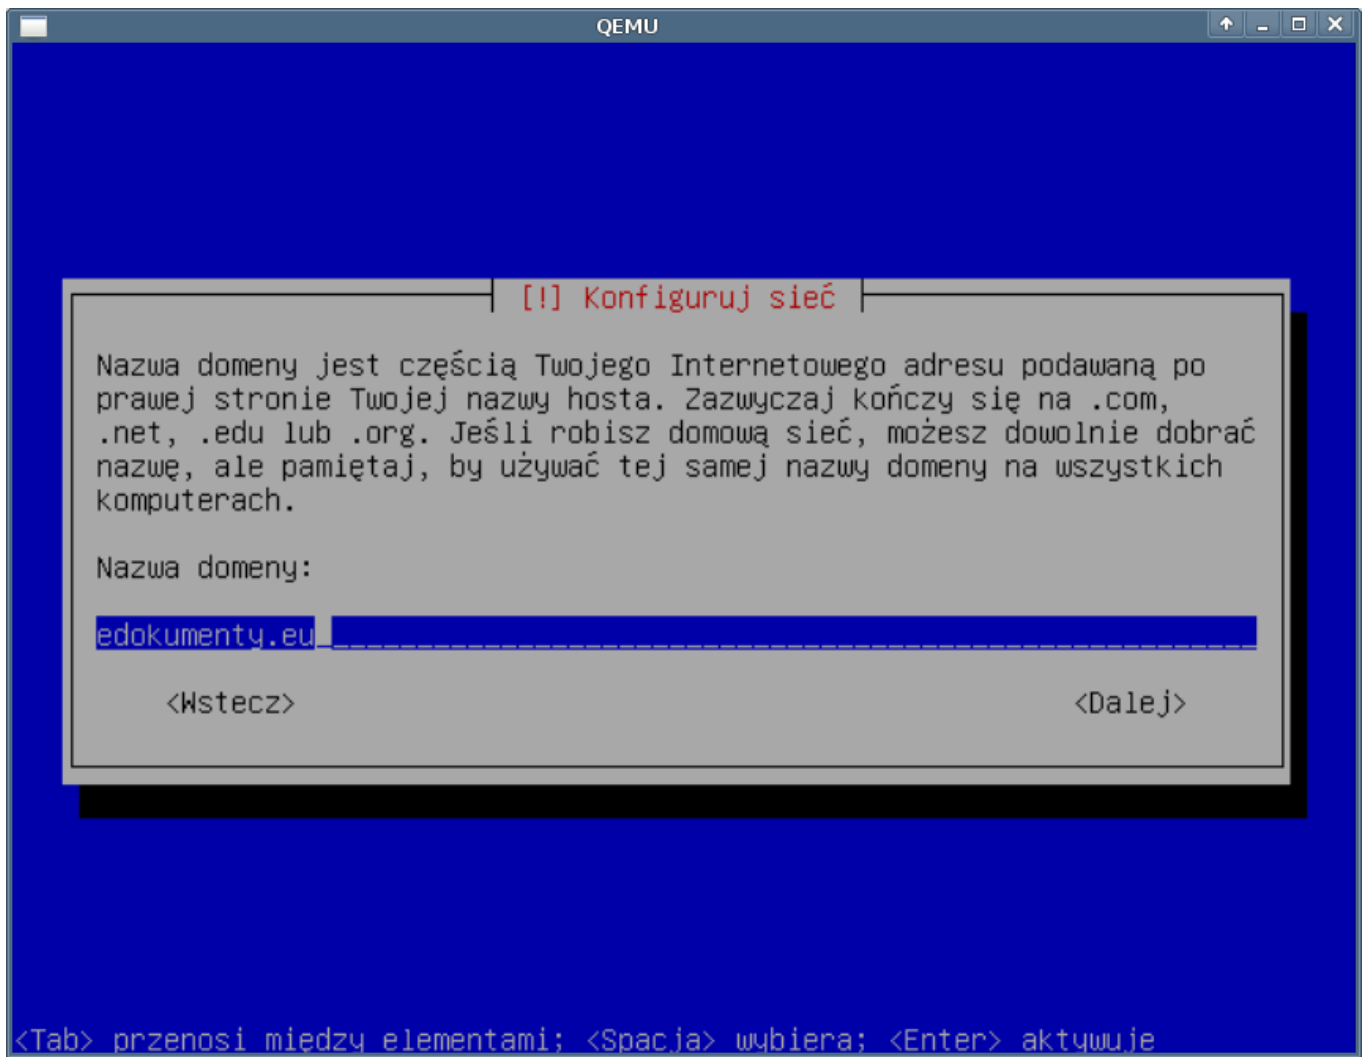 QEMU
[!] Konfiguruj sieć
Nazwa domeny jest częścią Twojego Internetowego adresu podawaną po
prawej stronie Twojej nazwy hosta. Zazwyczaj kończy się na .com,
.net, .edu lub .org. Jeśli robisz domową sieć, możesz dowolnie dobrać
nazwę, ale pamiętaj, by używać tej samej nazwy domeny na wszystkich
komputerach.
Nazwa domeny:
edokumenty.eu
<Wstecz> <Dalej>
<Tab> przenosi między elementami; <Spacja> wybiera; <Enter> aktywuje